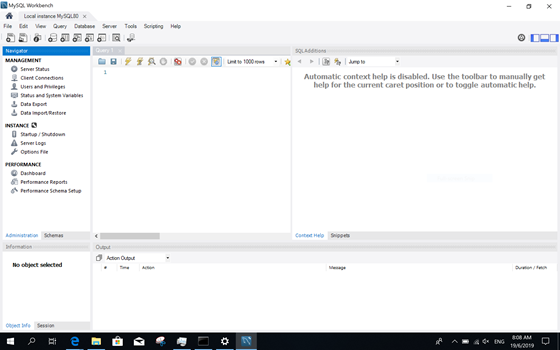 MySQL Workbench
Local instance MySQL80
File Edit View Query Database Server Tools Scripting Help
Navigator
MANAGEMENT
Server Status
Client Connections
Users and Privileges
Status and System Variables
Data Export
Data Import/Restore
INSTANCE
Startup / Shutdown
Server Logs
Options File
PERFORMANCE
Dashboard
Performance Reports
Performance Schema Setup
Administration Schemas
Query 1
Limit to 1000 rows
1
SQLAdditions
Jump to
Automatic context help is disabled. Use the toolbar to manually get
help for the current caret position or to toggle automatic help.
Context Help Snippets
Information
No object selected
Object Info Session
Output
Action Output
# Time Action Message Duration / Fetch
8:08 AM
19/6/2019